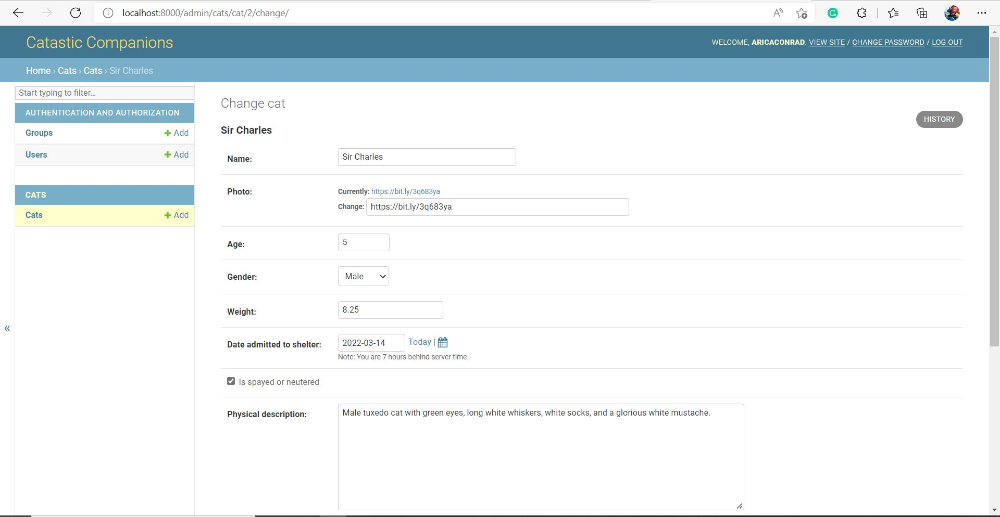 localhost:8000/admin/cats/cat/2/change/
Catastic Companions
WELCOME, ARICACONRAD. VIEW SITE / CHANGE PASSWORD / LOG OUT
Home › Cats › Cats › Sir Charles
Start typing to filter...
AUTHENTICATION AND AUTHORIZATION
Groups + Add
Users + Add
CATS
Cats + Add
«
Change cat
HISTORY
Sir Charles
Name: Sir Charles
Photo: Currently: https://bit.ly/3q683ya
Change: https://bit.ly/3q683ya
Age: 5
Gender: Male
Weight: 8.25
Date admitted to shelter: 2022-03-14 Today |
Note: You are 7 hours behind server time.
Is spayed or neutered
Physical description: Male tuxedo cat with green eyes, long white whiskers, white socks, and a glorious white mustache.